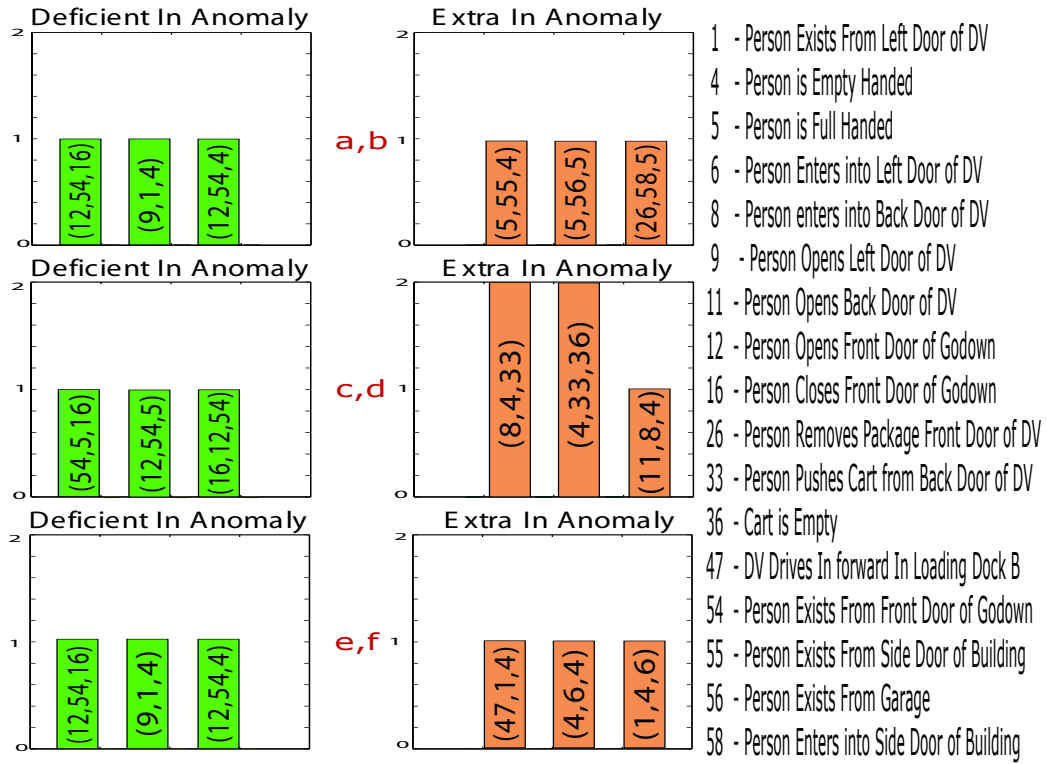 Deficient In Anomaly
Extra In Anomaly
2
1
0
(12,54,16)
(9,1,4)
(12,54,4)
a,b
2
1
0
(5,55,4)
(5,56,5)
(26,58,5)
Deficient In Anomaly
Extra In Anomaly
2
1
0
(54,5,16)
(12,54,5)
(16,12,54)
c,d
2
1
0
(8,4,33)
(4,33,36)
(11,8,4)
Deficient In Anomaly
Extra In Anomaly
2
1
0
(12,54,16)
(9,1,4)
(12,54,4)
e,f
2
1
0
(47,1,4)
(4,6,4)
(1,4,6)
1 - Person Exists From Left Door of DV
4 - Person is Empty Handed
5 - Person is Full Handed
6 - Person Enters into Left Door of DV
8 - Person enters into Back Door of DV
9 - Person Opens Left Door of DV
11 - Person Opens Back Door of DV
12 - Person Opens Front Door of Godown
16 - Person Closes Front Door of Godown
26 - Person Removes Package Front Door of DV
33 - Person Pushes Cart from Back Door of DV
36 - Cart is Empty
47 - DV Drives In forward In Loading Dock B
54 - Person Exists From Front Door of Godown
55 - Person Exists From Side Door of Building
56 - Person Exists From Garage
58 - Person Enters into Side Door of Building